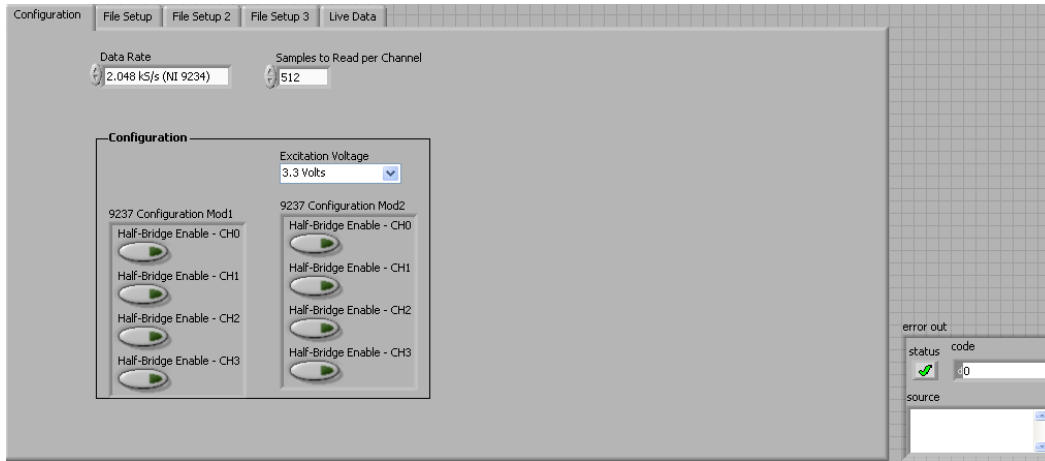 Configuration File Setup File Setup 2 File Setup 3 Live Data
Data Rate
2.048 kS/s (NI 9234)
Samples to Read per Channel
512
Configuration
Excitation Voltage
3.3 Volts
9237 Configuration Mod1
Half-Bridge Enable - CH0
Half-Bridge Enable - CH1
Half-Bridge Enable - CH2
Half-Bridge Enable - CH3
9237 Configuration Mod2
Half-Bridge Enable - CH0
Half-Bridge Enable - CH1
Half-Bridge Enable - CH2
Half-Bridge Enable - CH3
error out
status code
d0
source